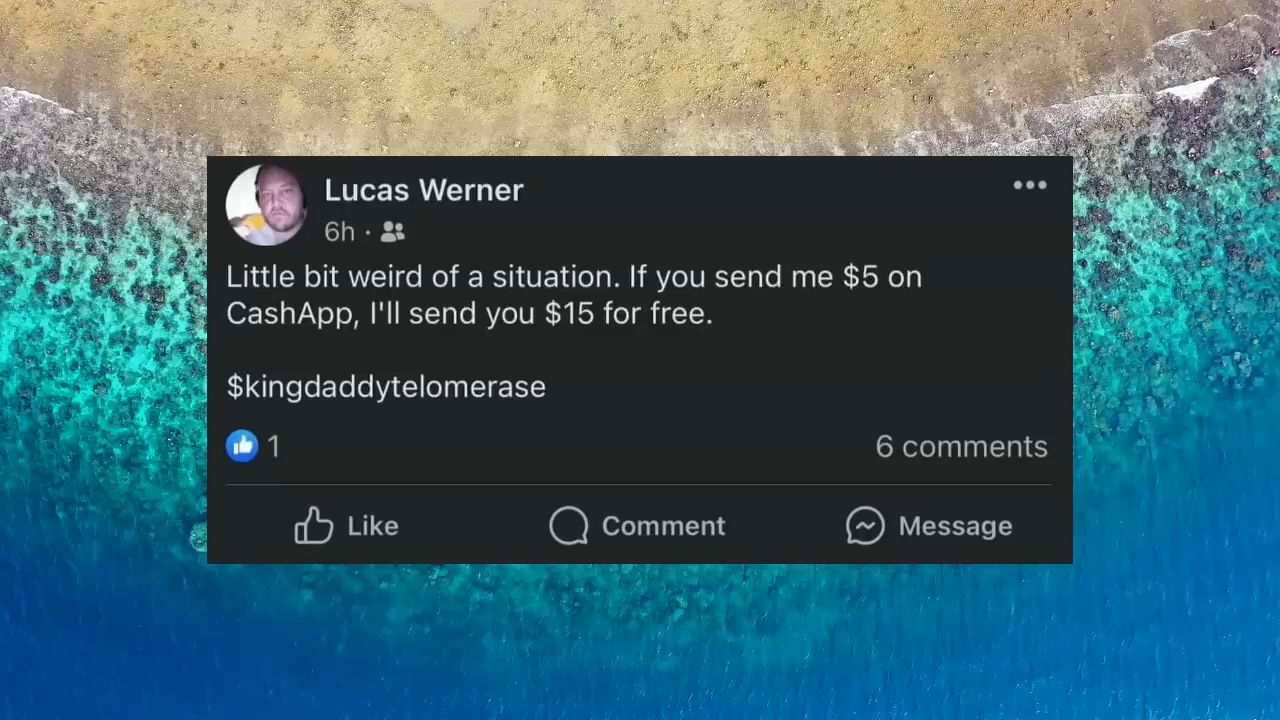 Lucas Werner
6h ·
Little bit weird of a situation. If you send me $5 on
CashApp, I'll send you $15 for free.
$kingdaddytelomerase
1
6 comments
Like
Comment
Message